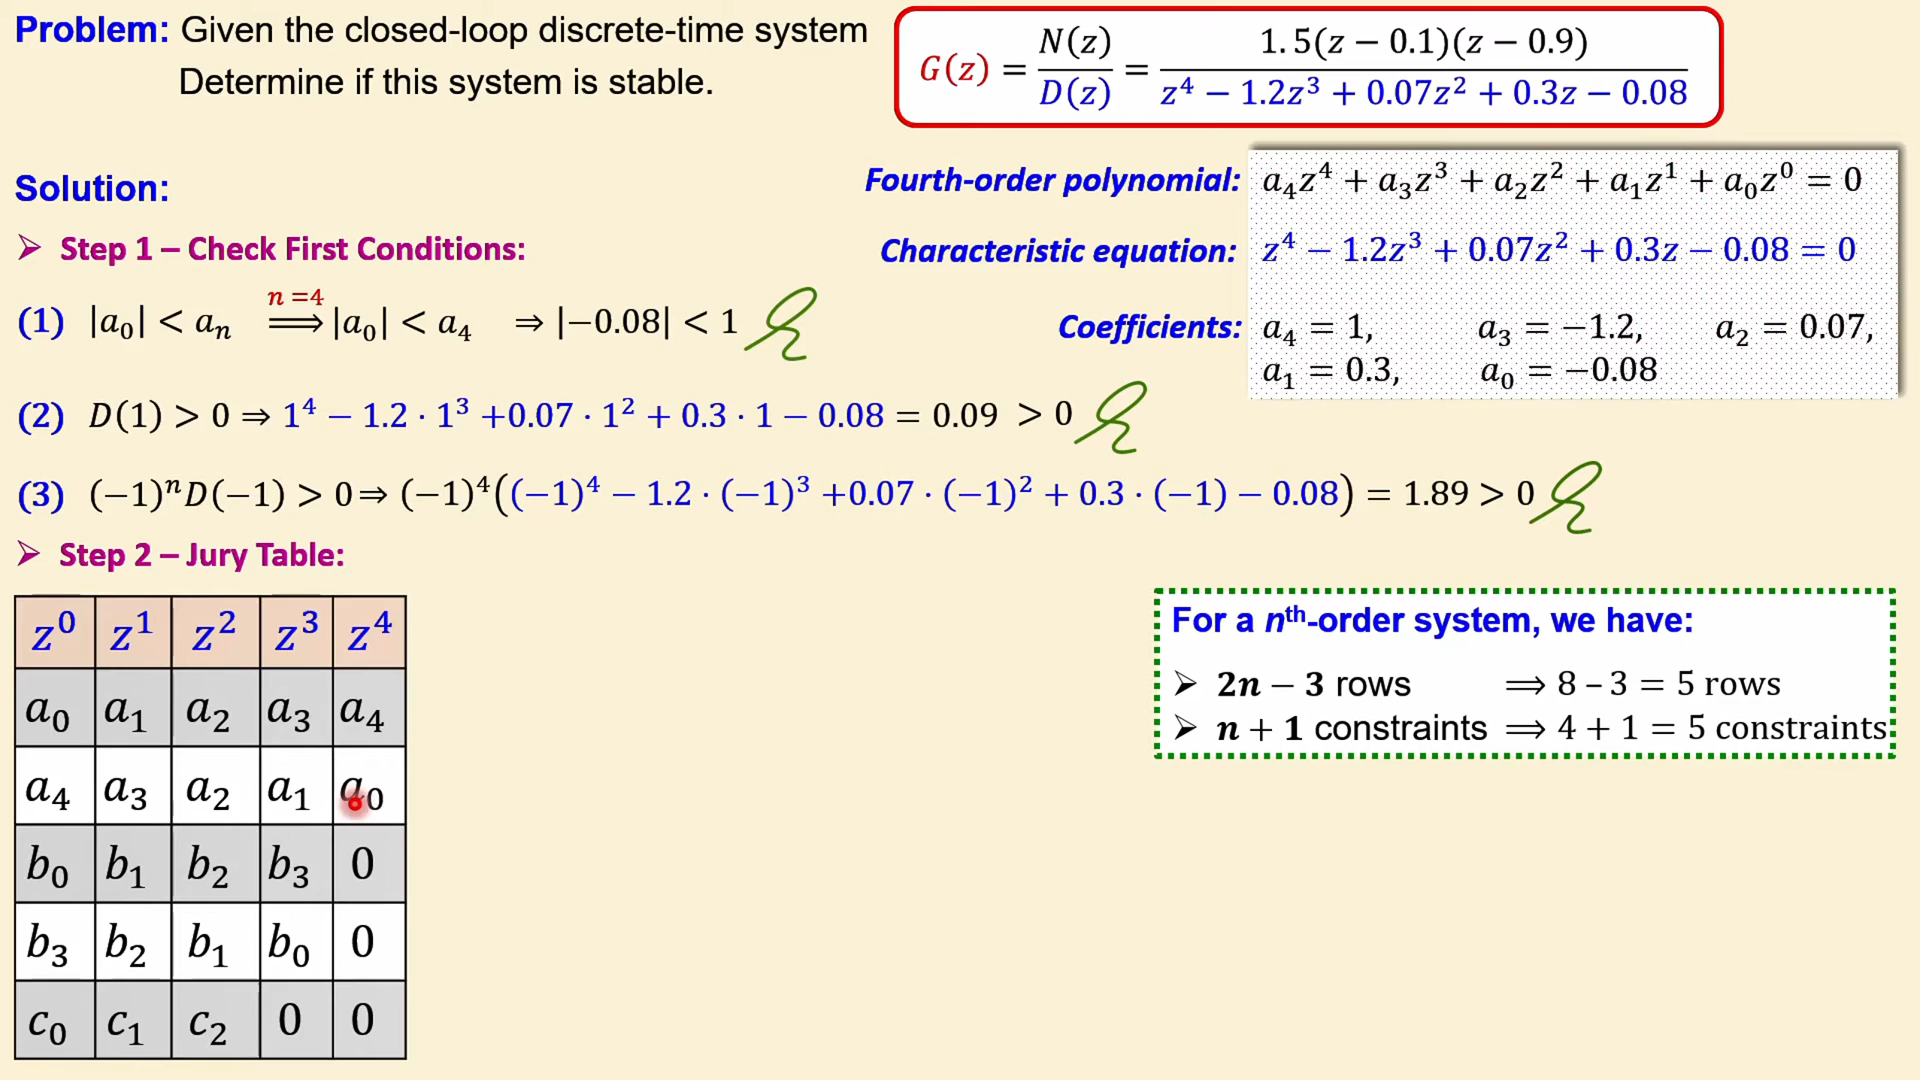 Problem: Given the closed-loop discrete-time system
Determine if this system is stable.
G(z) = N(z)/D(z) = 1.5(z − 0.1)(z − 0.9)/(z⁴ − 1.2z³ + 0.07z² + 0.3z − 0.08)
Solution:
Fourth-order polynomial: a₄z⁴ + a₃z³ + a₂z² + a₁z¹ + a₀z⁰ = 0
Characteristic equation: z⁴ − 1.2z³ + 0.07z² + 0.3z − 0.08 = 0
Coefficients: a₄ = 1, a₃ = −1.2, a₂ = 0.07,
a₁ = 0.3, a₀ = −0.08
➢ Step 1 – Check First Conditions:
(1) |a₀| < aₙ n =4 ⟹ |a₀| < a₄ ⇒ |−0.08| < 1
(2) D(1) > 0 ⇒ 1⁴ − 1.2 · 1³ +0.07 · 1² + 0.3 · 1 − 0.08 = 0.09 > 0
(3) (−1)ⁿD(−1) > 0⇒ (−1)⁴((−1)⁴ − 1.2 · (−1)³ +0.07 · (−1)² + 0.3 · (−1) − 0.08) = 1.89 > 0
➢ Step 2 – Jury Table:
z⁰ z¹ z² z³ z⁴
a₀ a₁ a₂ a₃ a₄
a₄ a₃ a₂ a₁ a₀
b₀ b₁ b₂ b₃ 0
b₃ b₂ b₁ b₀ 0
c₀ c₁ c₂ 0 0
For a nᵗʰ-order system, we have:
➢ 2n − 3 rows ⟹ 8 – 3 = 5 rows
➢ n + 1 constraints ⟹ 4 + 1 = 5 constraints